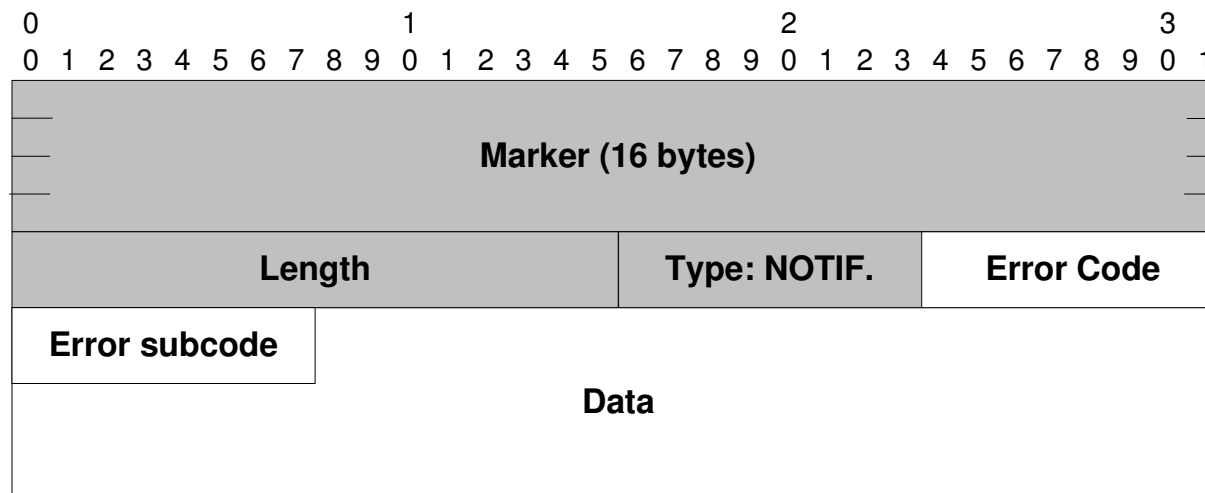 0 1 2 3
0 1 2 3 4 5 6 7 8 9 0 1 2 3 4 5 6 7 8 9 0 1 2 3 4 5 6 7 8 9 0 1
Marker (16 bytes)
Length Type: NOTIF. Error Code
Error subcode
Data